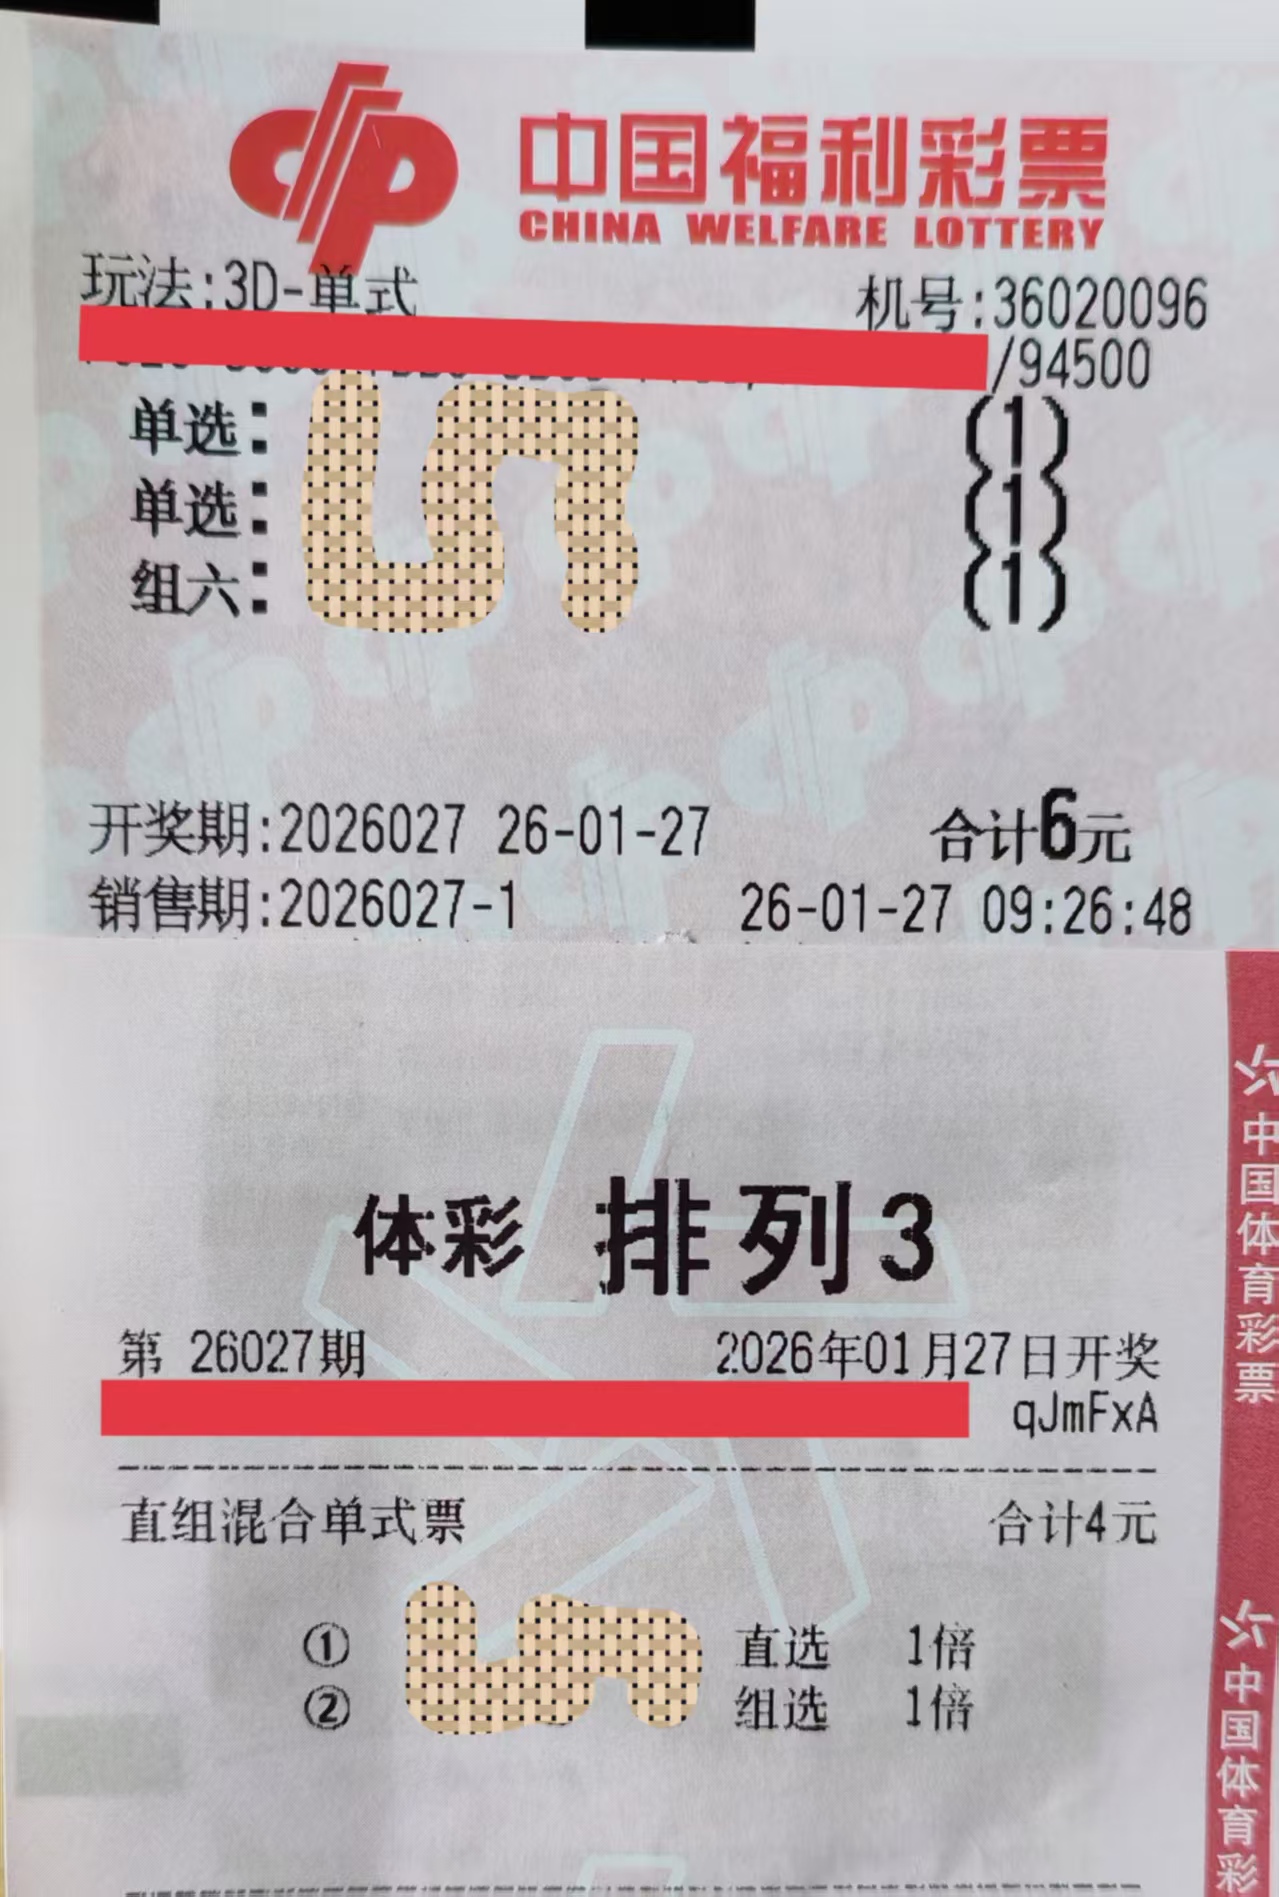 中国福利彩票
CHINA WELFARE LOTTERY
玩法:3D-单式 机号:36020096
/94500
单选: (1)
单选: (1)
组六: (1)
开奖期:2026027 26-01-27 合计6元
销售期:2026027-1 26-01-27 09:26:48
体彩 排列3
第 26027期 2026年01月27日开奖
qJmFxA
直组混合单式票 合计4元
① 直选 1倍
② 组选 1倍
中国体育彩票
中国体育彩